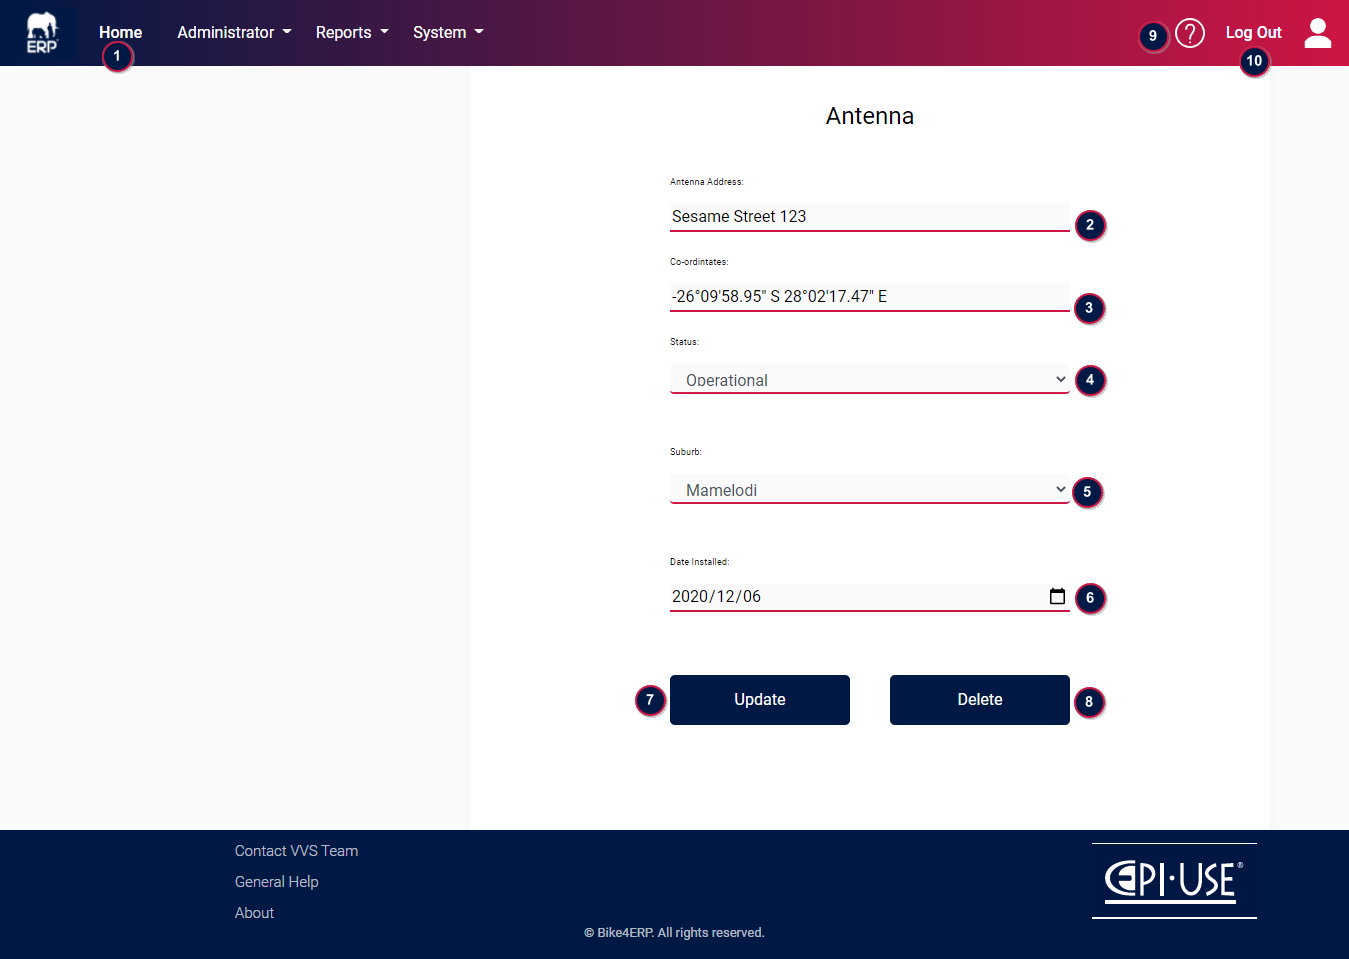 ERP
Home
Administrator
Reports
System
9
?
Log Out
1
10
Antenna
Antenna Address:
Sesame Street 123
2
Co-ordintates:
-26°09'58.95" S 28°02'17.47" E
3
Status:
Operational
4
Suburb:
Mamelodi
5
Date Installed:
2020/12/06
6
7
Update
Delete
8
Contact VVS Team
General Help
About
EPI·USE®
© Bike4ERP. All rights reserved.